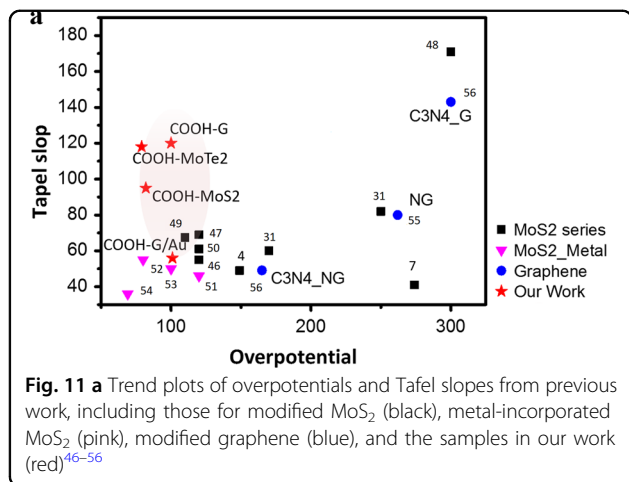 a
180
160
140
120
100
80
60
40
Tapel slop
48
56
C3N4_G
COOH-G
COOH-MoTe2
COOH-MoS2
NG
31
55
49
47
COOH-G/Au
50
46
4
31
7
52
53
51
54
56
C3N4_NG
MoS2 series
MoS2_Metal
Graphene
Our Work
100
200
300
Overpotential
Fig. 11 a Trend plots of overpotentials and Tafel slopes from previous
work, including those for modified MoS₂ (black), metal-incorporated
MoS₂ (pink), modified graphene (blue), and the samples in our work
(red)⁴⁶⁻⁵⁶